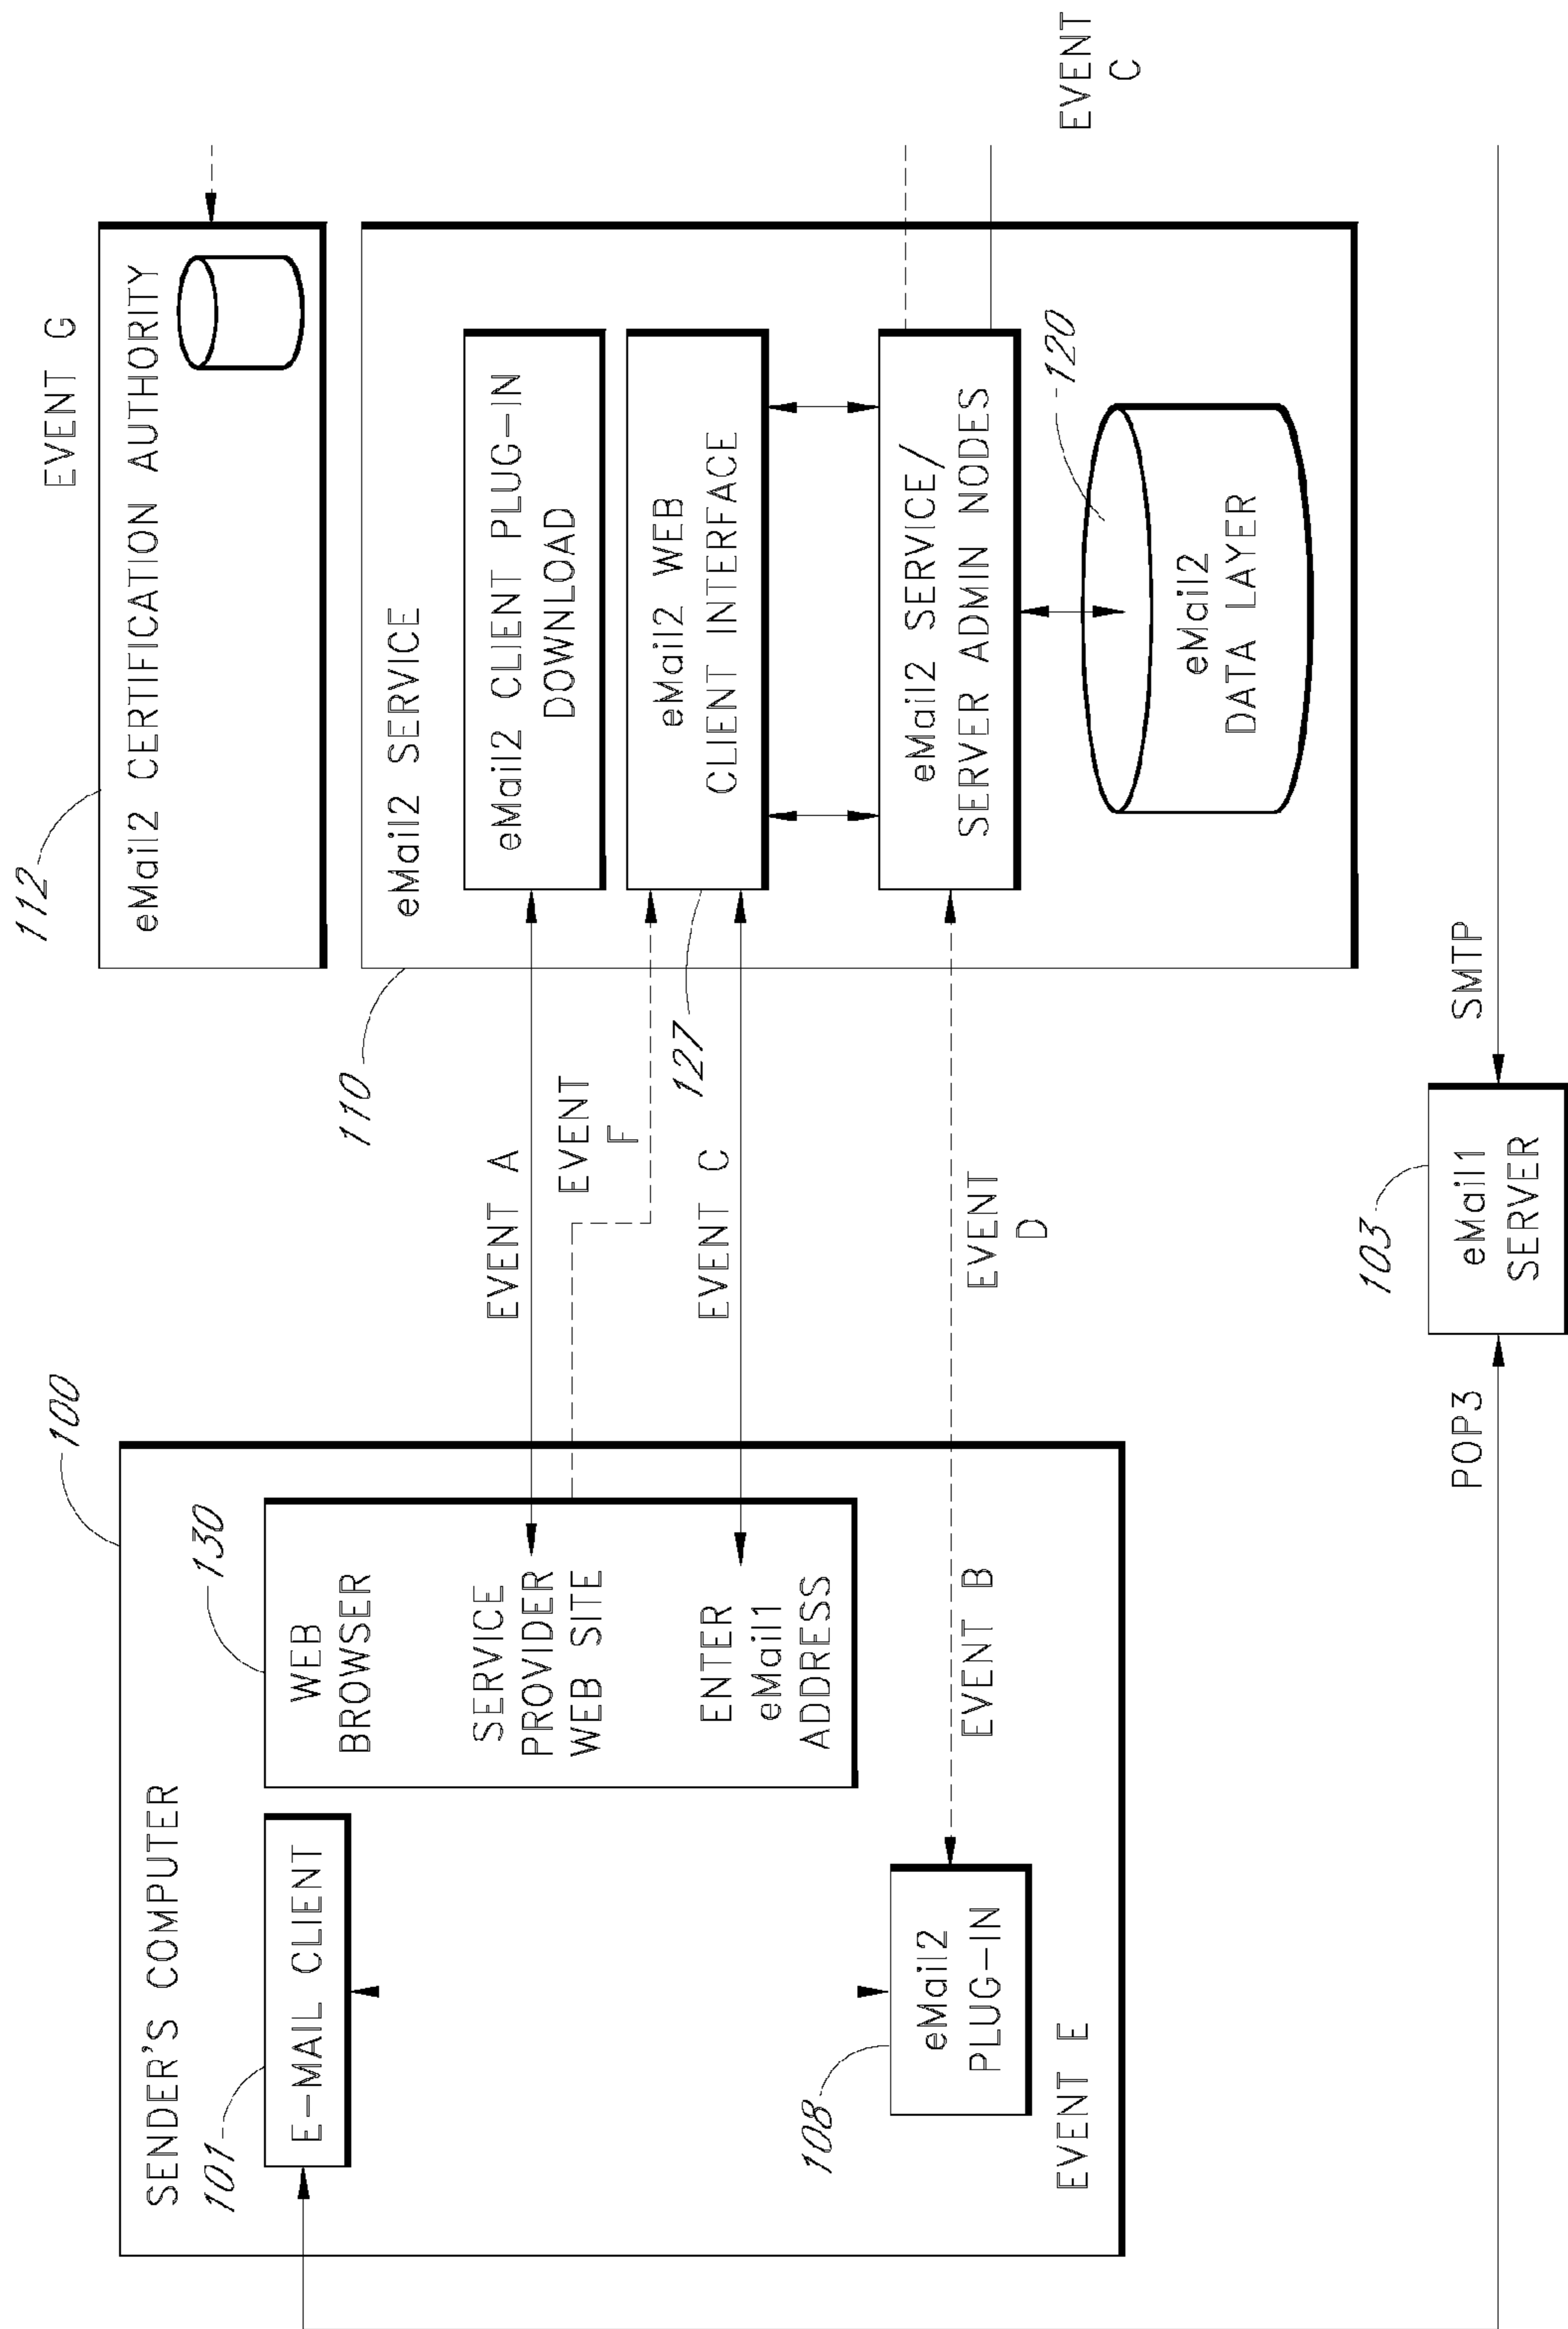 SENDER'S COMPUTER
100
101
E-MAIL CLIENT
130
WEB
BROWSER
SERVICE
PROVIDER
WEB SITE
ENTER
eMail1
ADDRESS
108
eMail2
PLUG-IN
EVENT E
EVENT B
EVENT A
EVENT
F
EVENT C
EVENT
D
112
EVENT G
eMail2 CERTIFICATION AUTHORITY
110
eMail2 SERVICE
eMail2 CLIENT PLUG-IN
DOWNLOAD
127
eMail2 WEB
CLIENT INTERFACE
eMail2 SERVICE/
SERVER ADMIN NODES
120
eMail2
DATA LAYER
EVENT
C
POP3
103
eMail1
SERVER
SMTP